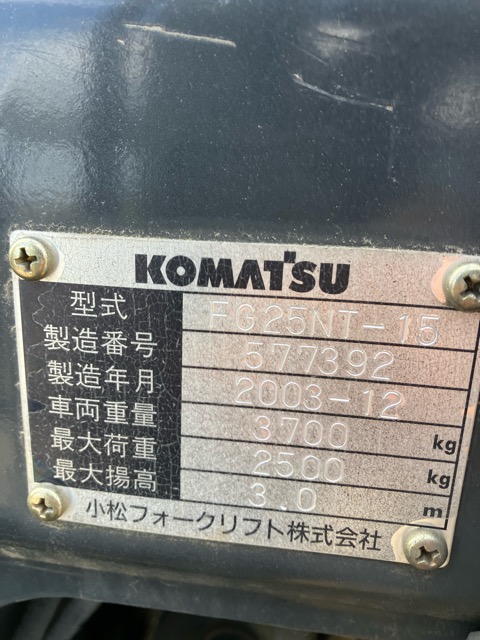 KOMATSU
型式 FG25NT-15
製造番号 577392
製造年月 2003-12
車両重量 3700 kg
最大荷重 2500 kg
最大揚高 3.0 m
小松フォークリフト株式会社